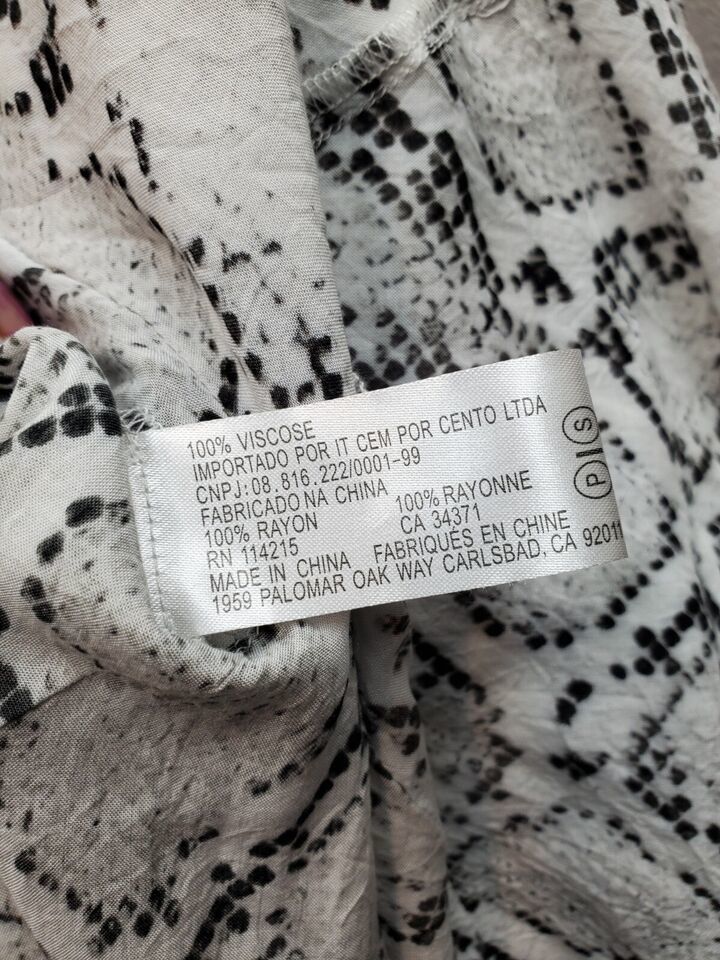 100% VISCOSE
IMPORTADO POR IT CEM POR CENTO LTDA
CNPJ:08.816.222/0001-99
FABRICADO NA CHINA
100% RAYON 100% RAYONNE
RN 114215 CA 34371
MADE IN CHINA FABRIQUÉS EN CHINE
1959 PALOMAR OAK WAY CARLSBAD, CA
P S